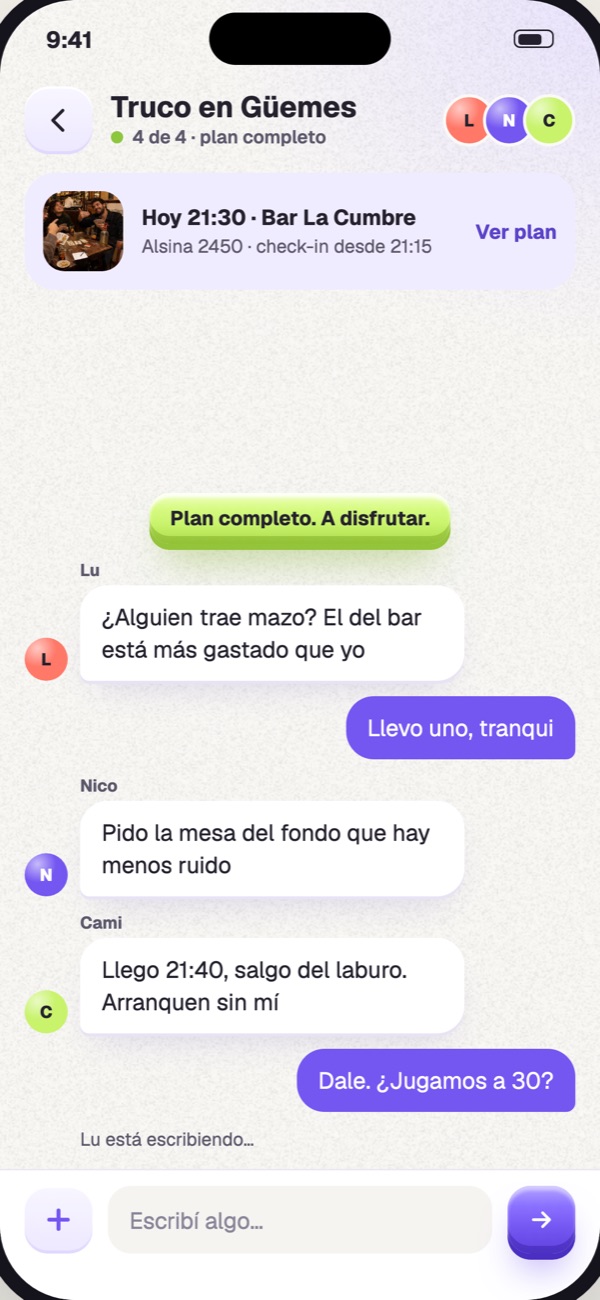 9:41
Truco en Güemes
4 de 4 · plan completo
L N C
Hoy 21:30 · Bar La Cumbre
Alsina 2450 · check-in desde 21:15
Ver plan
Plan completo. A disfrutar.
Lu
¿Alguien trae mazo? El del bar
está más gastado que yo
L
Llevo uno, tranqui
Nico
Pido la mesa del fondo que hay
menos ruido
N
Cami
Llego 21:40, salgo del laburo.
Arranquen sin mí
C
Dale. ¿Jugamos a 30?
Lu está escribiendo…
Escribí algo…